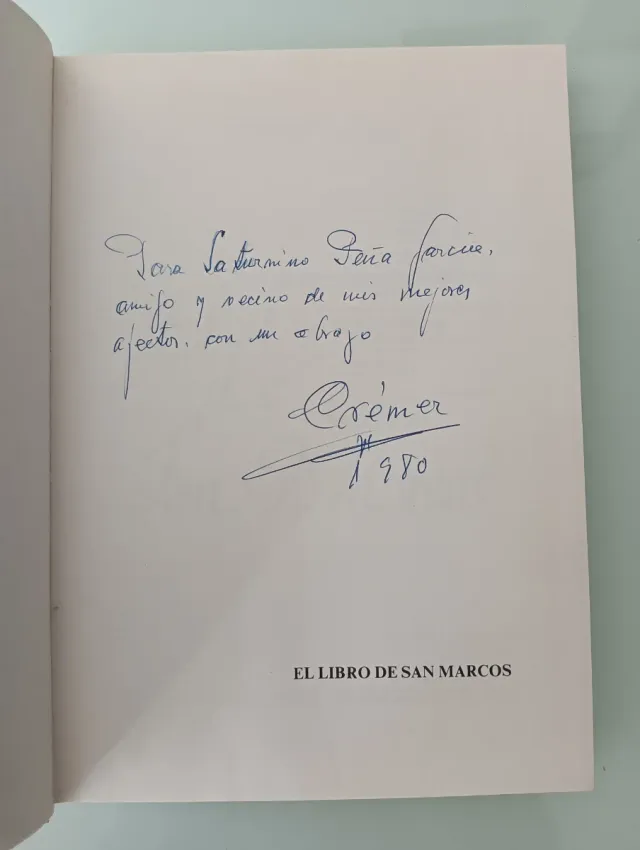 Para Saturnino Peña García,
amigo y vecino de mis mejores
afectos, con un abrazo
Crémer
1980
EL LIBRO DE SAN MARCOS